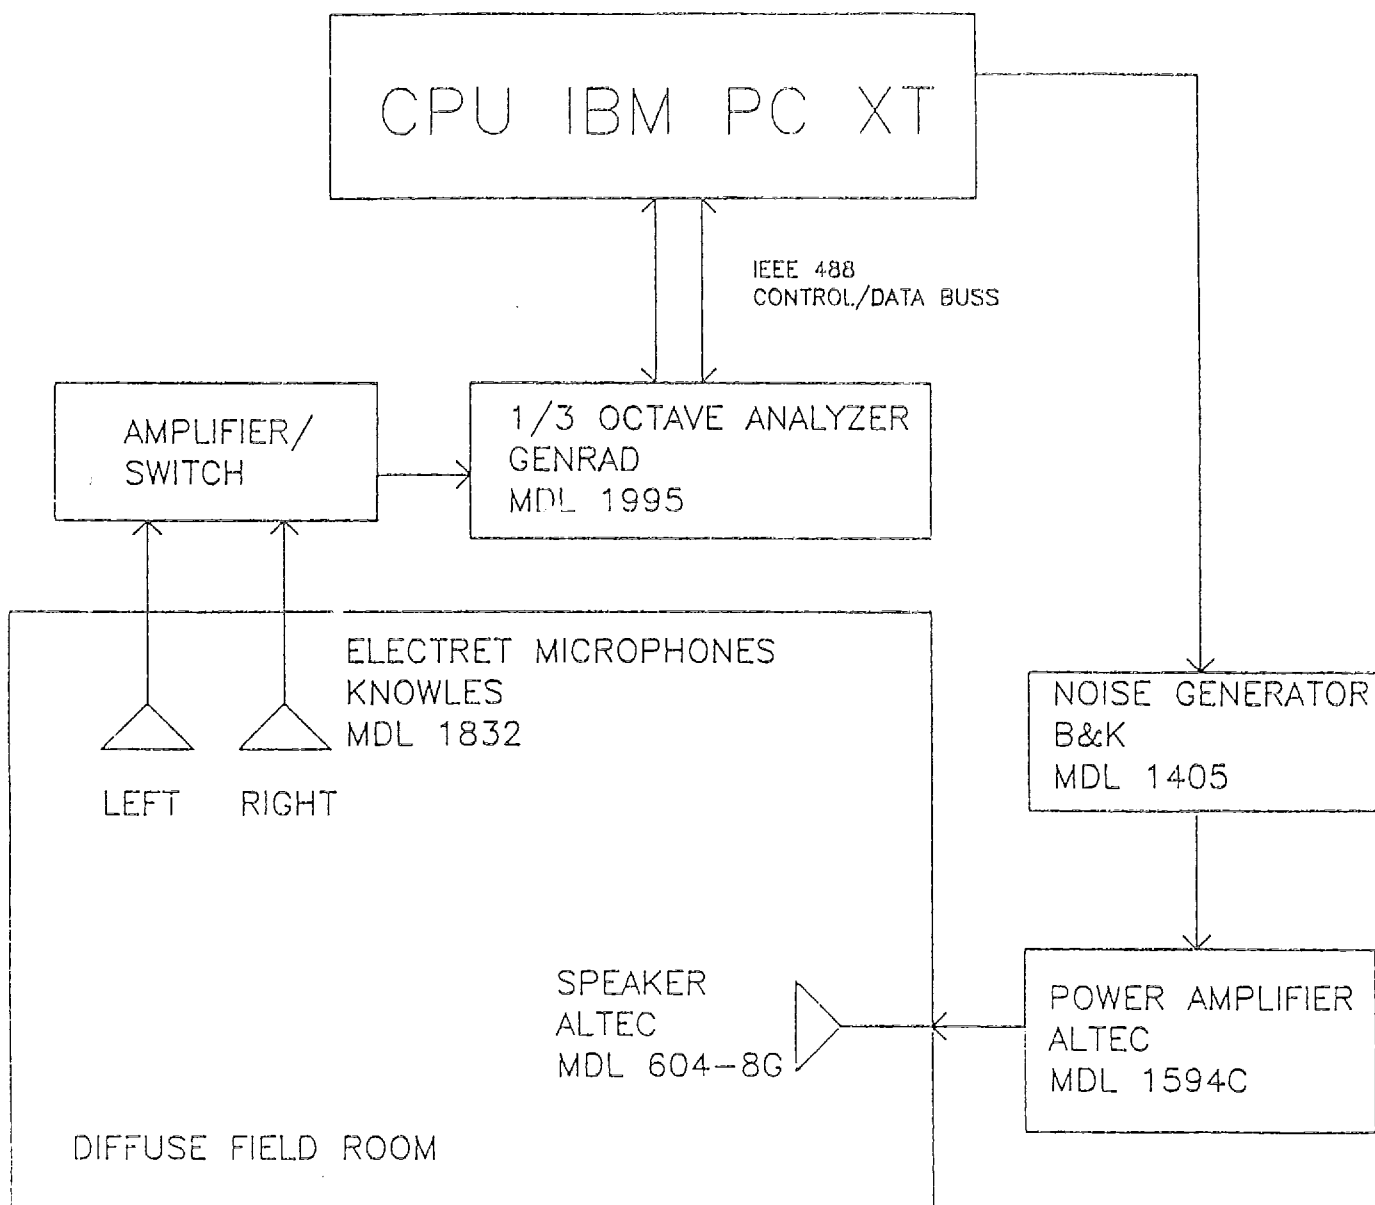 CPU IBM PC XT
IEEE 488
CONTROL/DATA BUSS
AMPLIFIER/
SWITCH
1/3 OCTAVE ANALYZER
GENRAD
MDL 1995
ELECTRET MICROPHONES
KNOWLES
MDL 1832
LEFT RIGHT
NOISE GENERATOR
B&K
MDL 1405
SPEAKER
ALTEC
MDL 604-8G
POWER AMPLIFIER
ALTEC
MDL 1594C
DIFFUSE FIELD ROOM